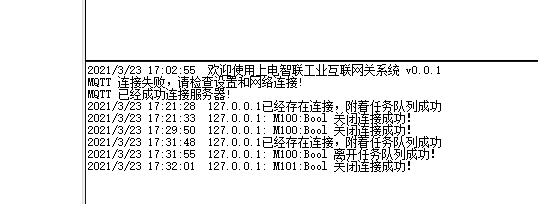 2021/3/23 17:02:55  欢迎使用上电智联工业互联网关系统 v0.0.1
MQTT 连接失败，请检查设置和网络连接！
MQTT 已经成功连接服务器！
2021/3/23 17:21:28  127.0.0.1已经存在连接，附着任务队列成功
2021/3/23 17:21:33  127.0.0.1: M100:Bool 关闭连接成功！
2021/3/23 17:29:50  127.0.0.1: M100:Bool 关闭连接成功！
2021/3/23 17:31:48  127.0.0.1已经存在连接，附着任务队列成功
2021/3/23 17:31:55  127.0.0.1: M100:Bool 离开任务队列成功！
2021/3/23 17:32:01  127.0.0.1: M101:Bool 关闭连接成功！